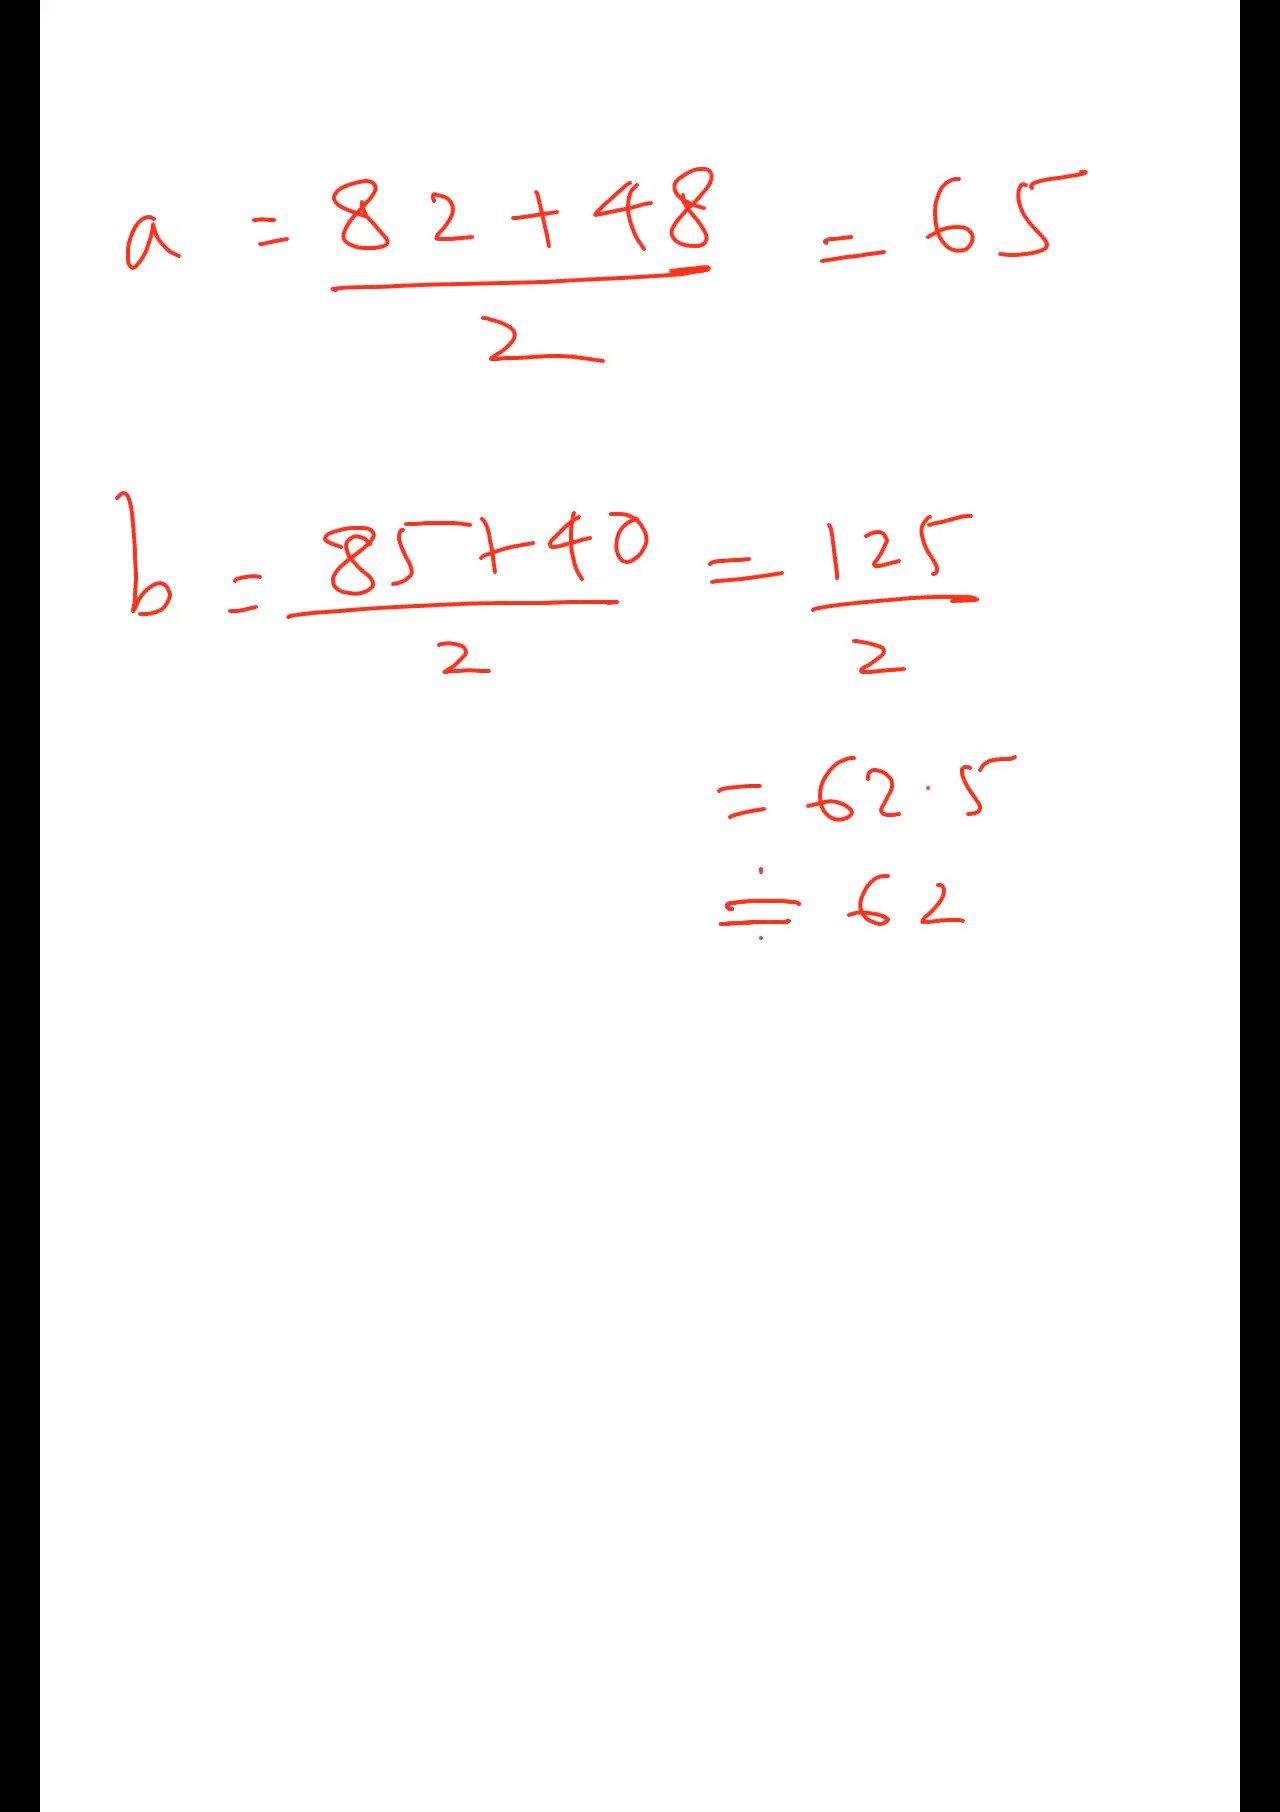 a = 82+48 = 65
2
b = 85+40 = 125
2 2
= 62.5
≑ 62